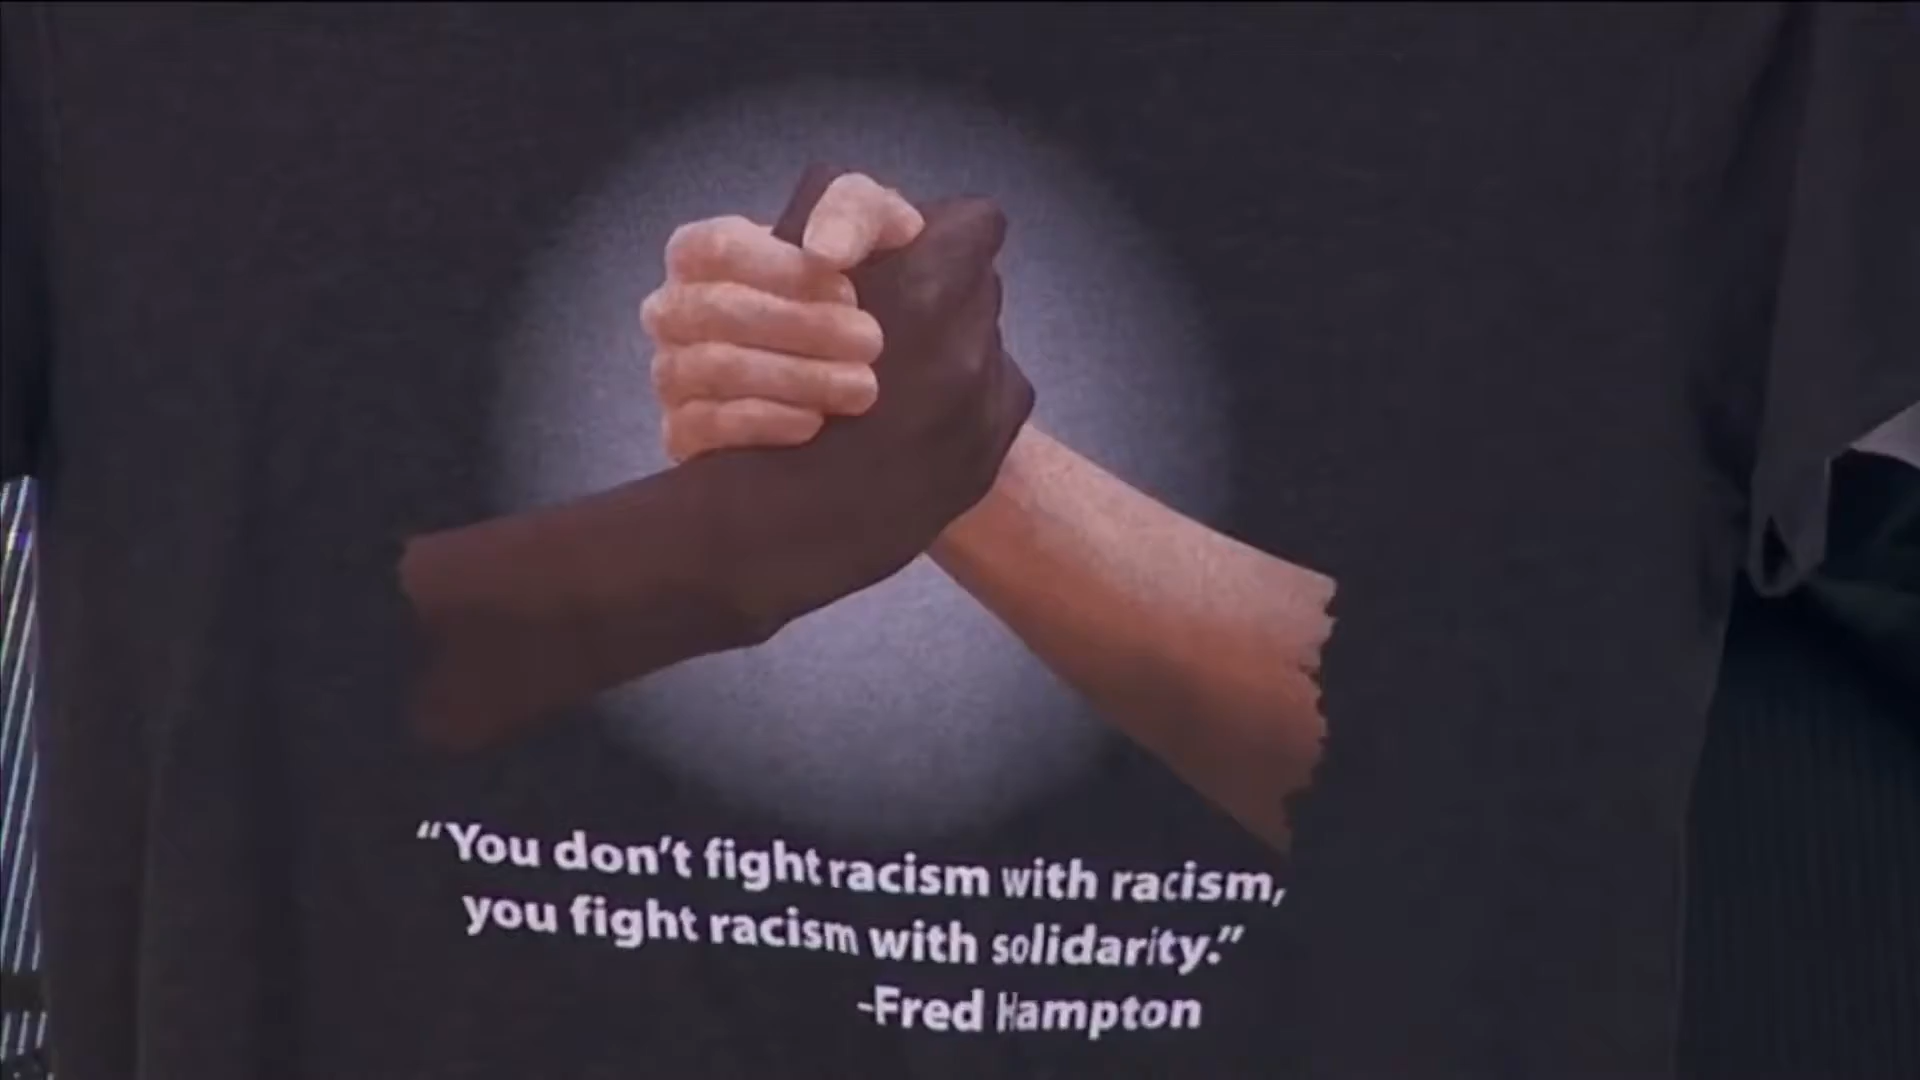 “You don’t fight racism with racism,
you fight racism with solidarity.”
-Fred Hampton